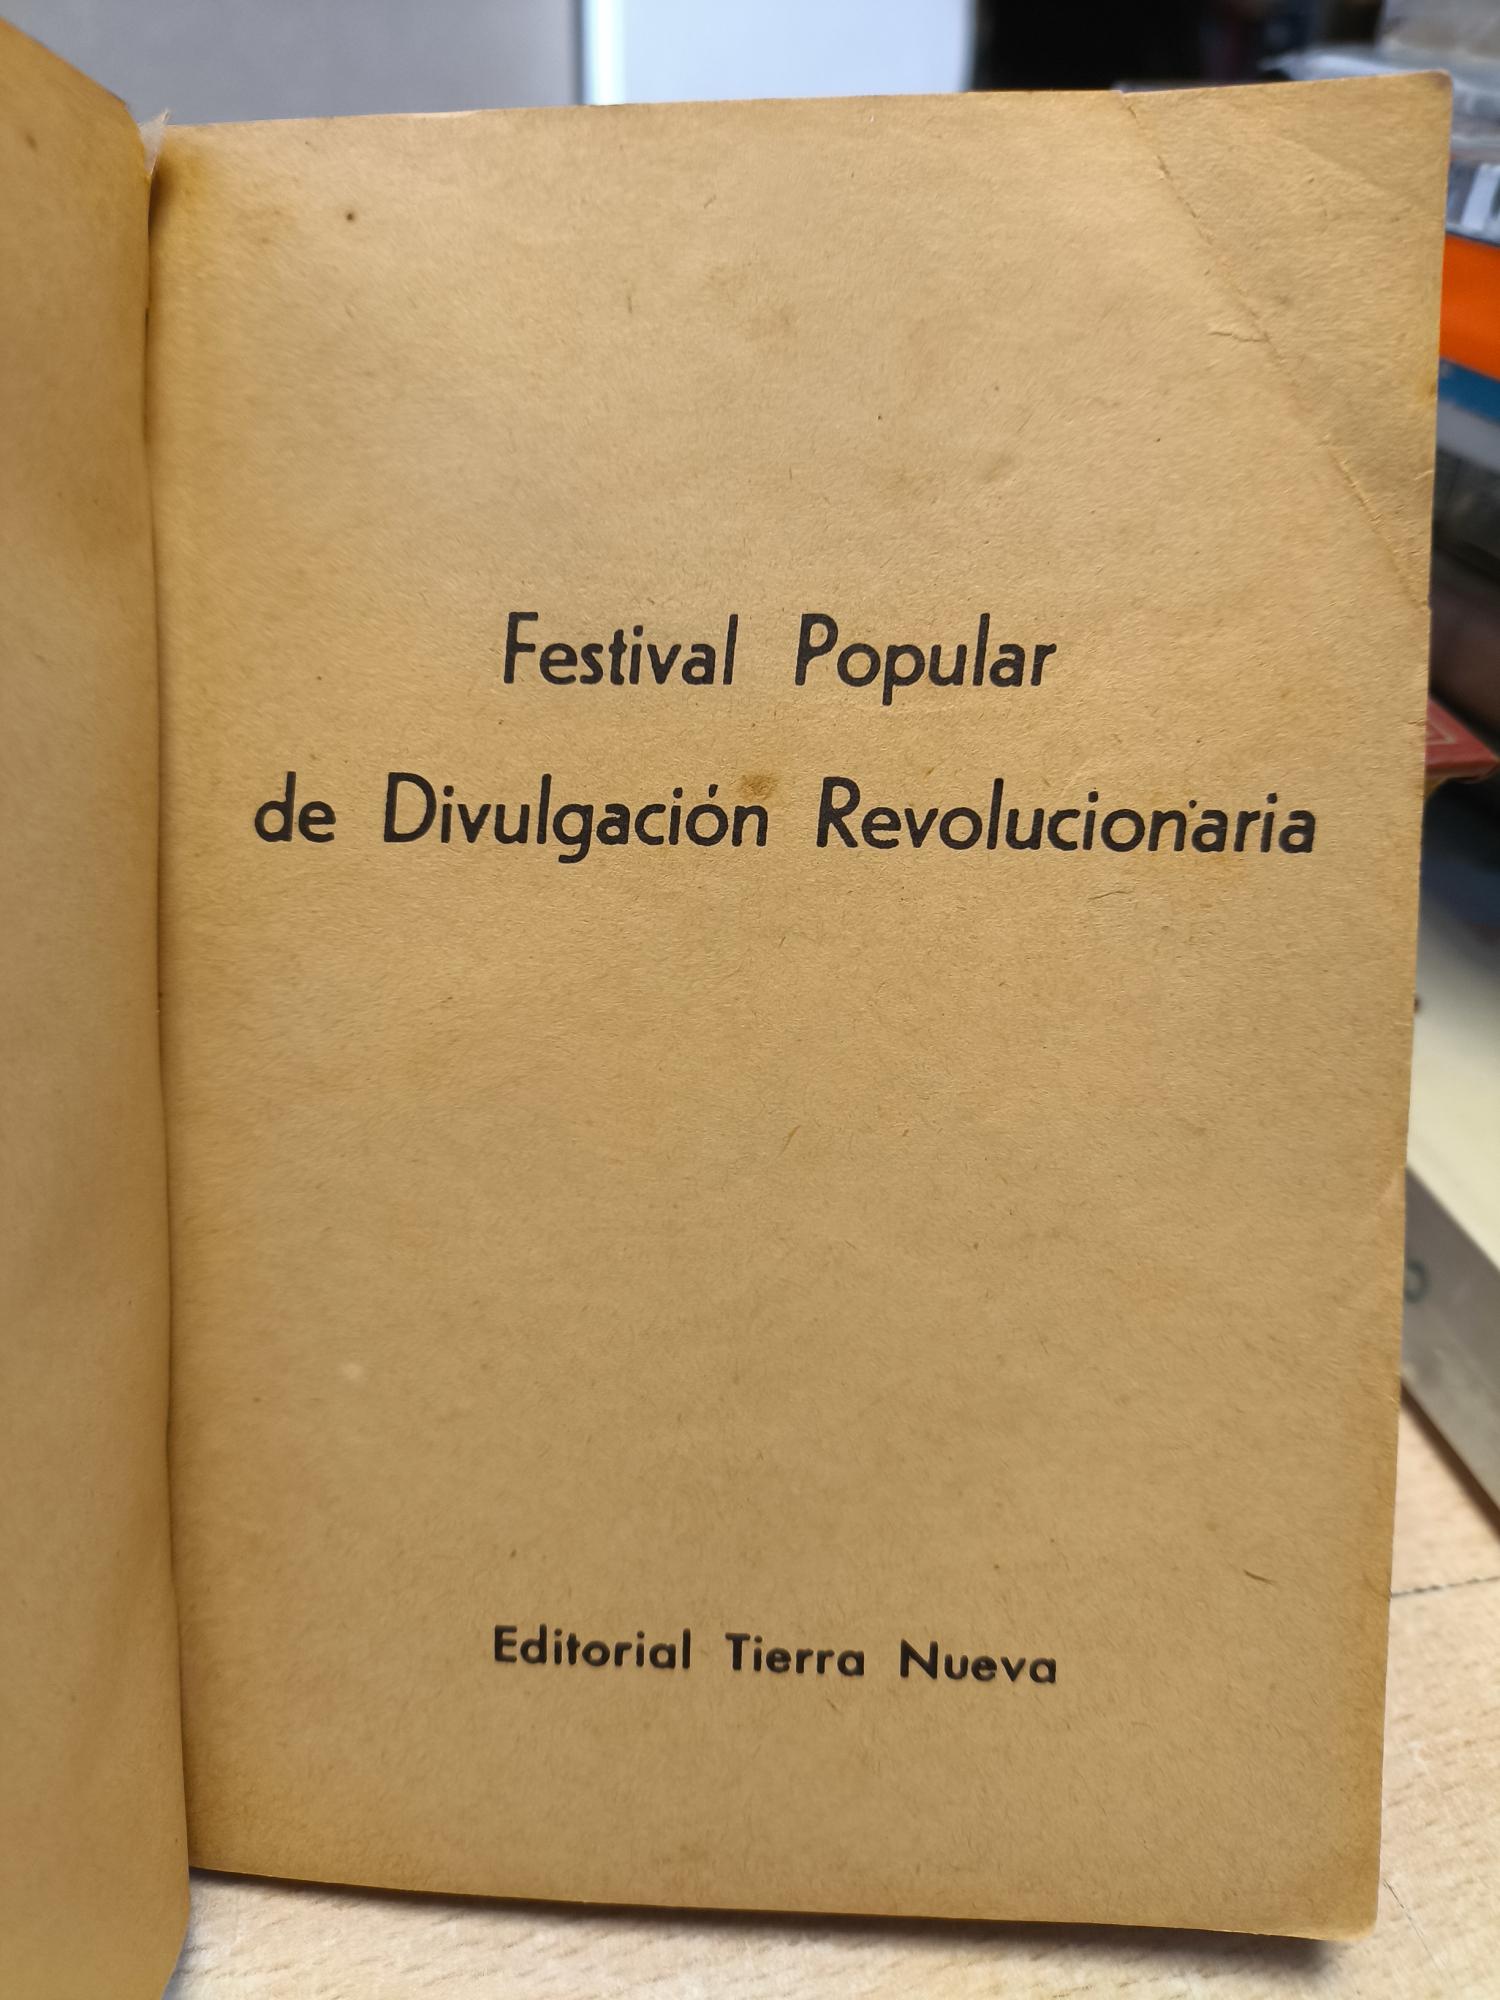 Festival Popular
de Divulgación Revolucionaria
Editorial Tierra Nueva